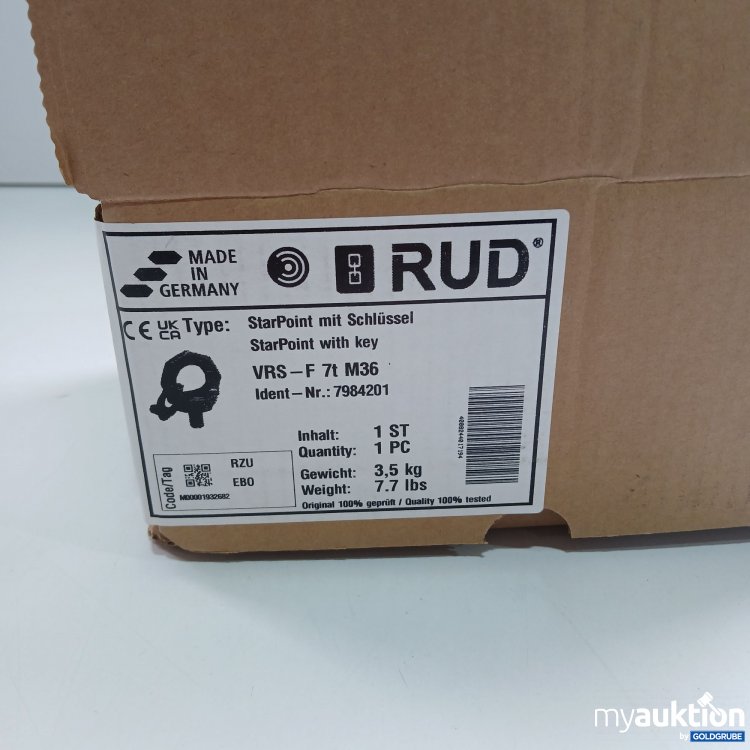 MADE
IN
GERMANY
RUD®
CE UK CA Type: StarPoint mit Schlüssel
StarPoint with key
VRS-F 7t M36
Ident-Nr.: 7984201
Inhalt: 1 ST
Quantity: 1 PC
Gewicht: 3,5 kg
Weight: 7.7 lbs
Original 100% geprüft / Quality 100% tested
Code/Tag
RZU
EBO
M00001932682
myauktion
by GOLDGRUBE